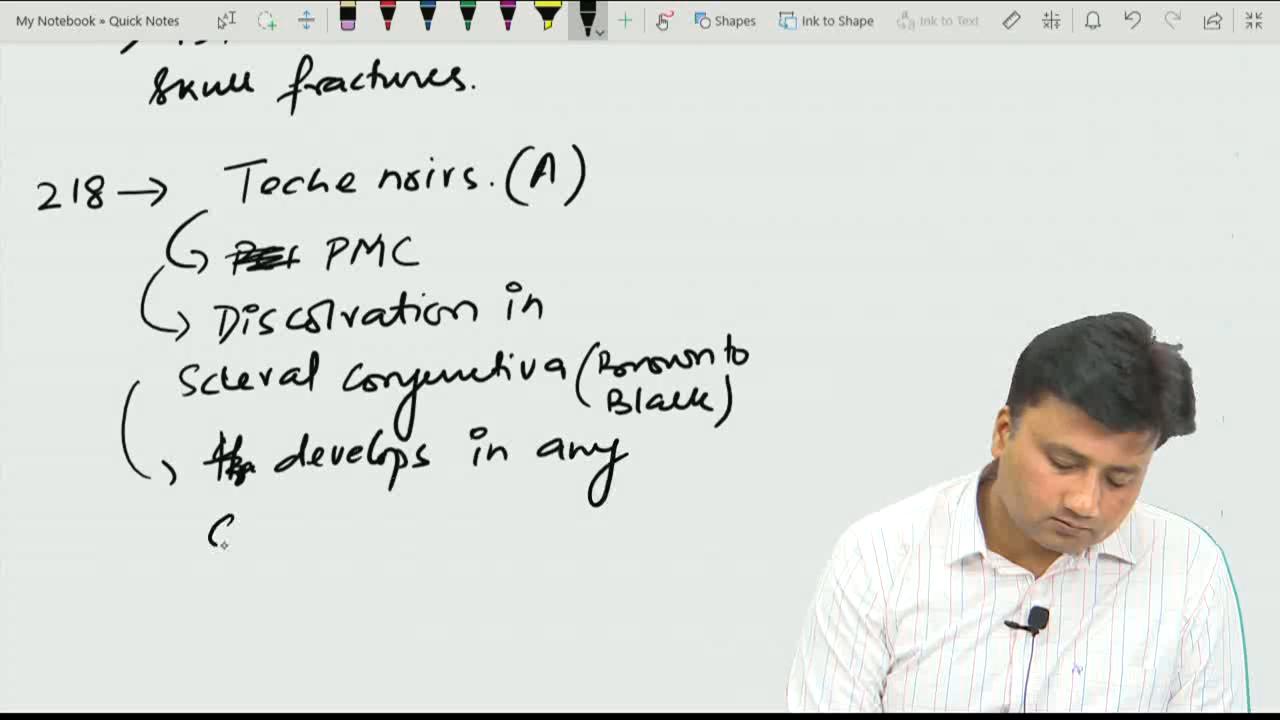 My Notebook » Quick Notes
Shapes
Ink to Shape
Ink to Text
skull fractures.
218 → Teche noirs. (A)
PMC
Discolration in
Scleral conjunctiva (Brown to
Black)
develops in any
C